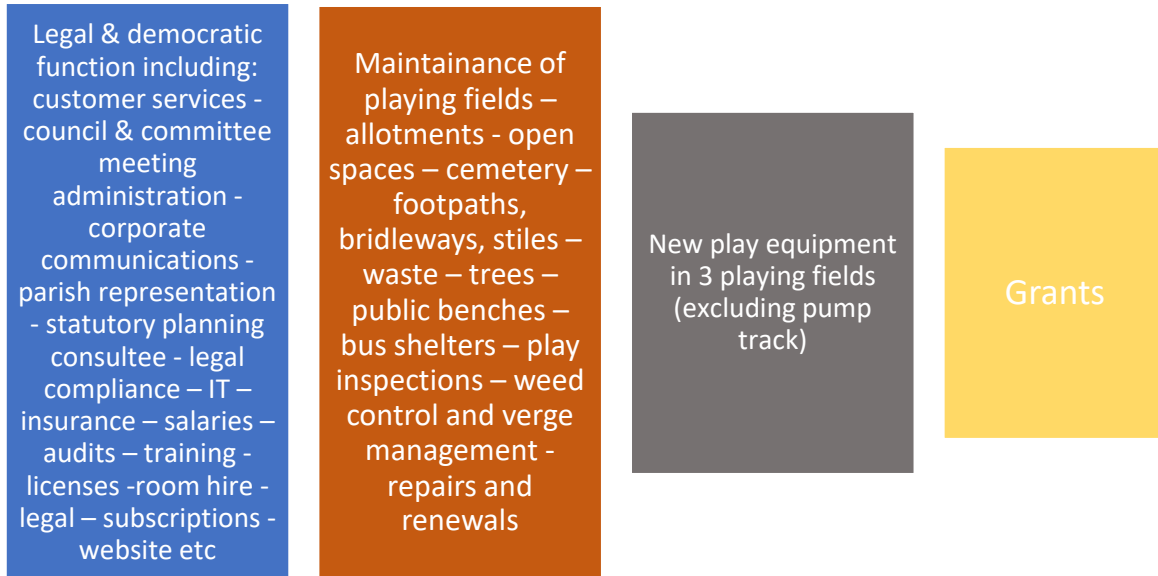 Legal & democratic
function including:
customer services -
council & committee
meeting
administration -
corporate
communications -
parish representation
- statutory planning
consultee - legal
compliance – IT –
insurance – salaries –
audits – training -
licenses -room hire -
legal – subscriptions -
website etc
Maintainance of
playing fields –
allotments - open
spaces – cemetery –
footpaths,
bridleways, stiles –
waste – trees –
public benches –
bus shelters – play
inspections – weed
control and verge
management -
repairs and
renewals
New play equipment
in 3 playing fields
(excluding pump
track)
Grants